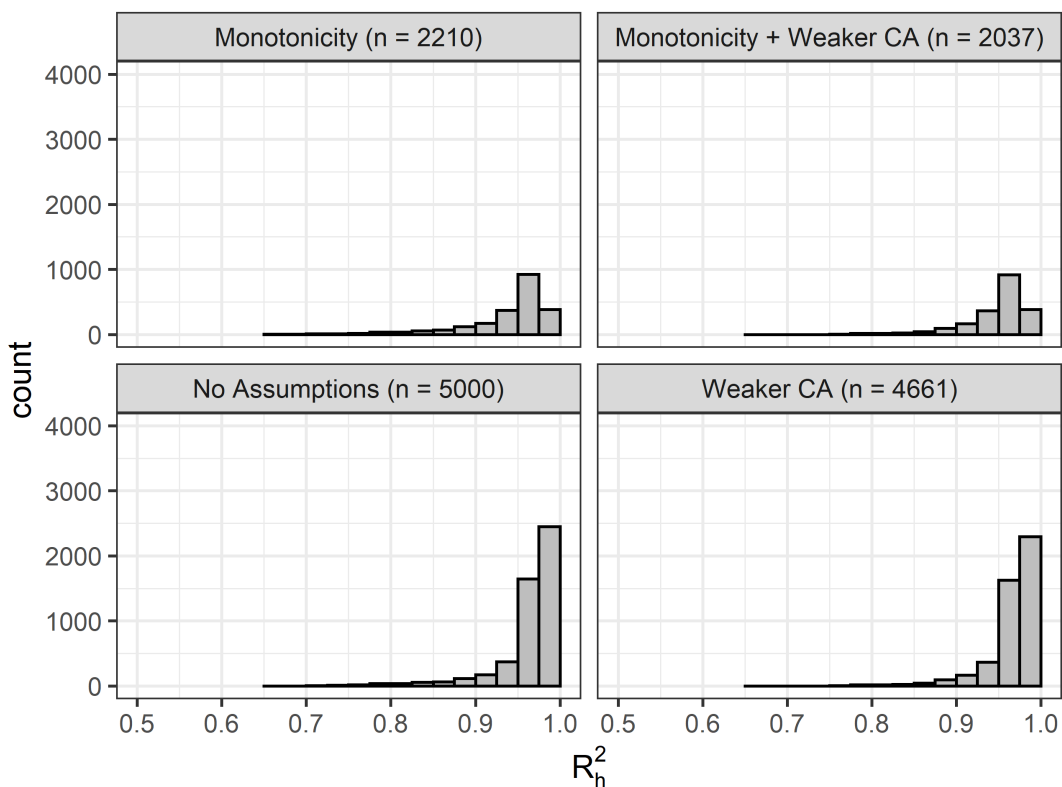 Monotonicity (n = 2210)
Monotonicity + Weaker CA (n = 2037)
4000
3000
2000
1000
0
No Assumptions (n = 5000)
Weaker CA (n = 4661)
4000
3000
2000
1000
0
count
0.5 0.6 0.7 0.8 0.9 1.0
0.5 0.6 0.7 0.8 0.9 1.0
R²ₕ